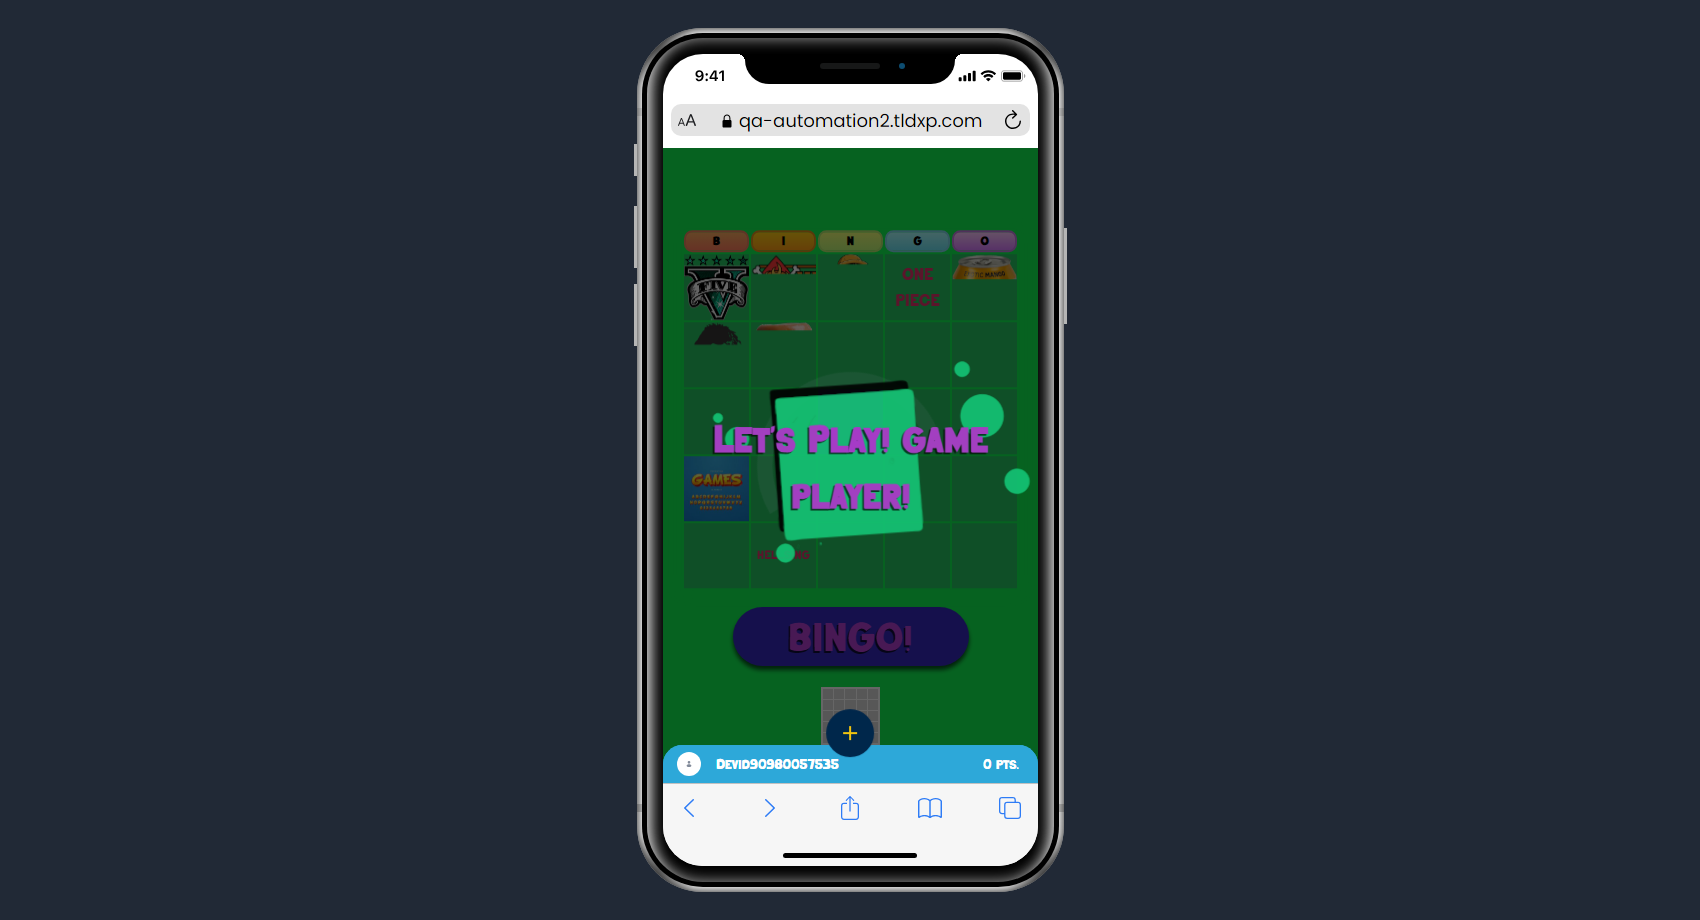 9:41
AA qa-automation2.tldxp.com
B I N G O
FIVE
ONE
PIECE
LET'S PLAY! GAME
PLAYER!
GAMES
BINGO!
+
DEVID90980057535 0 PTS.